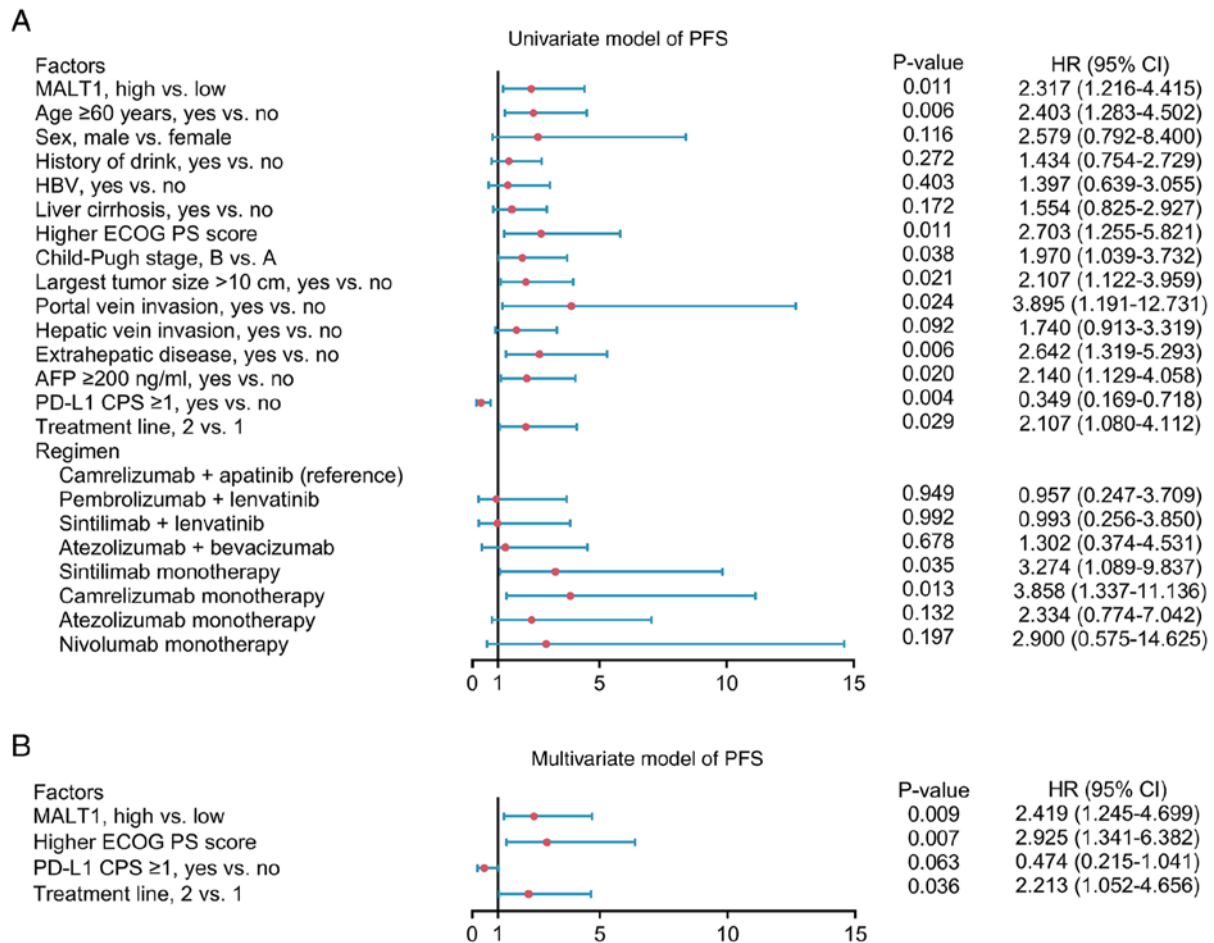 A
Univariate model of PFS
Factors P-value HR (95% CI)
MALT1, high vs. low 0.011 2.317 (1.216-4.415)
Age ≥60 years, yes vs. no 0.006 2.403 (1.283-4.502)
Sex, male vs. female 0.116 2.579 (0.792-8.400)
History of drink, yes vs. no 0.272 1.434 (0.754-2.729)
HBV, yes vs. no 0.403 1.397 (0.639-3.055)
Liver cirrhosis, yes vs. no 0.172 1.554 (0.825-2.927)
Higher ECOG PS score 0.011 2.703 (1.255-5.821)
Child-Pugh stage, B vs. A 0.038 1.970 (1.039-3.732)
Largest tumor size >10 cm, yes vs. no 0.021 2.107 (1.122-3.959)
Portal vein invasion, yes vs. no 0.024 3.895 (1.191-12.731)
Hepatic vein invasion, yes vs. no 0.092 1.740 (0.913-3.319)
Extrahepatic disease, yes vs. no 0.006 2.642 (1.319-5.293)
AFP ≥200 ng/ml, yes vs. no 0.020 2.140 (1.129-4.058)
PD-L1 CPS ≥1, yes vs. no 0.004 0.349 (0.169-0.718)
Treatment line, 2 vs. 1 0.029 2.107 (1.080-4.112)
Regimen
Camrelizumab + apatinib (reference)
Pembrolizumab + lenvatinib 0.949 0.957 (0.247-3.709)
Sintilimab + lenvatinib 0.992 0.993 (0.256-3.850)
Atezolizumab + bevacizumab 0.678 1.302 (0.374-4.531)
Sintilimab monotherapy 0.035 3.274 (1.089-9.837)
Camrelizumab monotherapy 0.013 3.858 (1.337-11.136)
Atezolizumab monotherapy 0.132 2.334 (0.774-7.042)
Nivolumab monotherapy 0.197 2.900 (0.575-14.625)
0 1 5 10 15
B
Multivariate model of PFS
Factors P-value HR (95% CI)
MALT1, high vs. low 0.009 2.419 (1.245-4.699)
Higher ECOG PS score 0.007 2.925 (1.341-6.382)
PD-L1 CPS ≥1, yes vs. no 0.063 0.474 (0.215-1.041)
Treatment line, 2 vs. 1 0.036 2.213 (1.052-4.656)
0 1 5 10 15